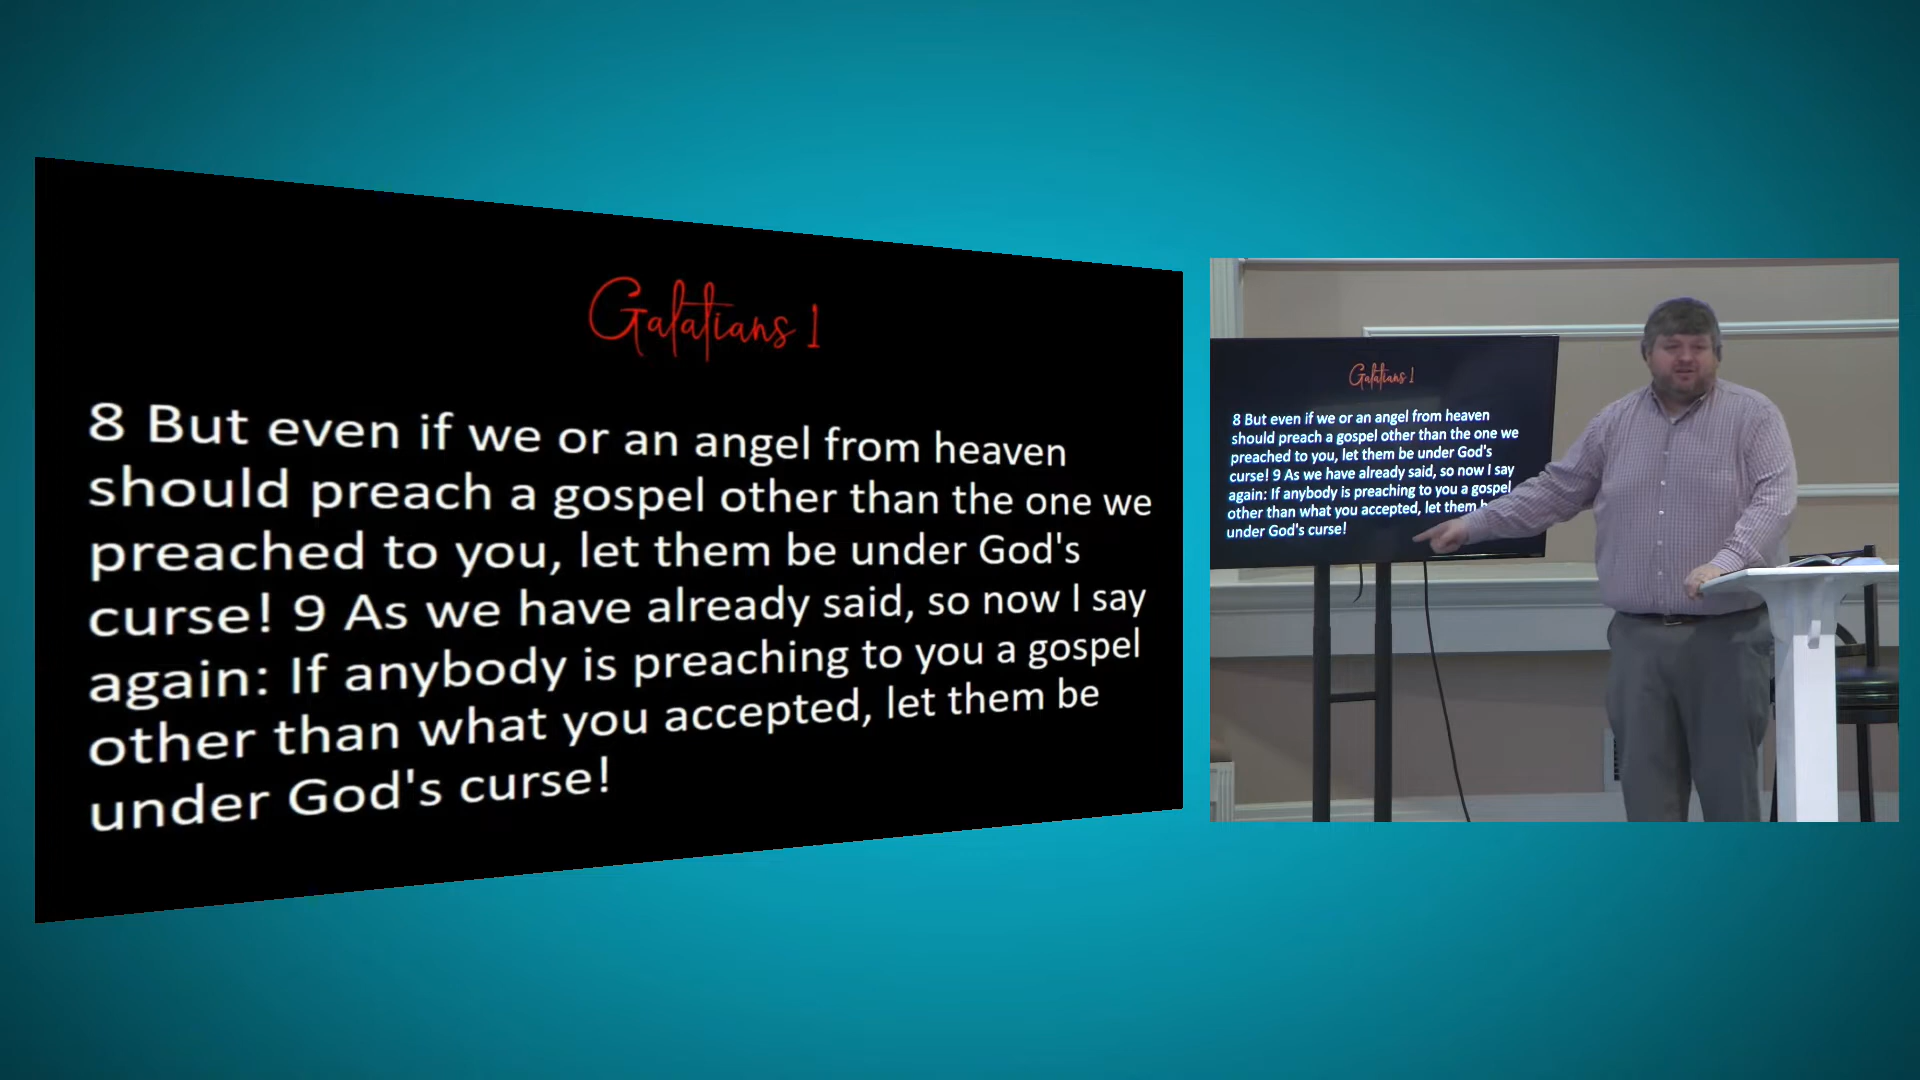 Galatians 1
8 But even if we or an angel from heaven
should preach a gospel other than the one we
preached to you, let them be under God's
curse! 9 As we have already said, so now I say
again: If anybody is preaching to you a gospel
other than what you accepted, let them be
under God's curse!
Galatians 1
8 But even if we or an angel from heaven
should preach a gospel other than the one we
preached to you, let them be under God's
curse! 9 As we have already said, so now I say
again: If anybody is preaching to you a gospel
other than what you accepted, let them
under God's curse!